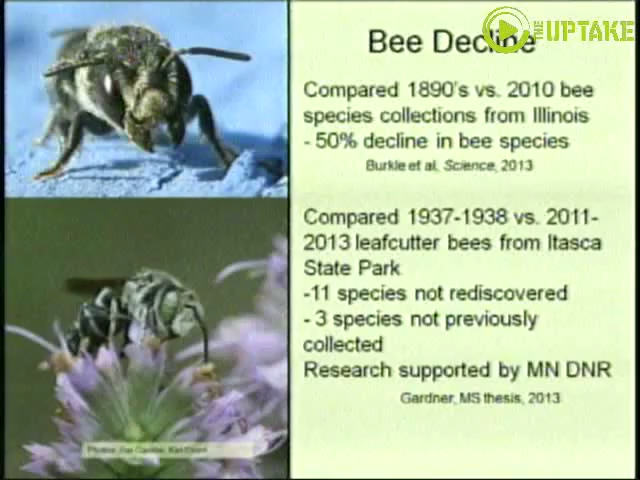 Bee Decline
THE UPTAKE
Compared 1890's vs. 2010 bee
species collections from Illinois
- 50% decline in bee species
Burkle et al, Science, 2013
Compared 1937-1938 vs. 2011-
2013 leafcutter bees from Itasca
State Park
-11 species not rediscovered
- 3 species not previously
collected
Research supported by MN DNR
Gardner, MS thesis, 2013
Photos: